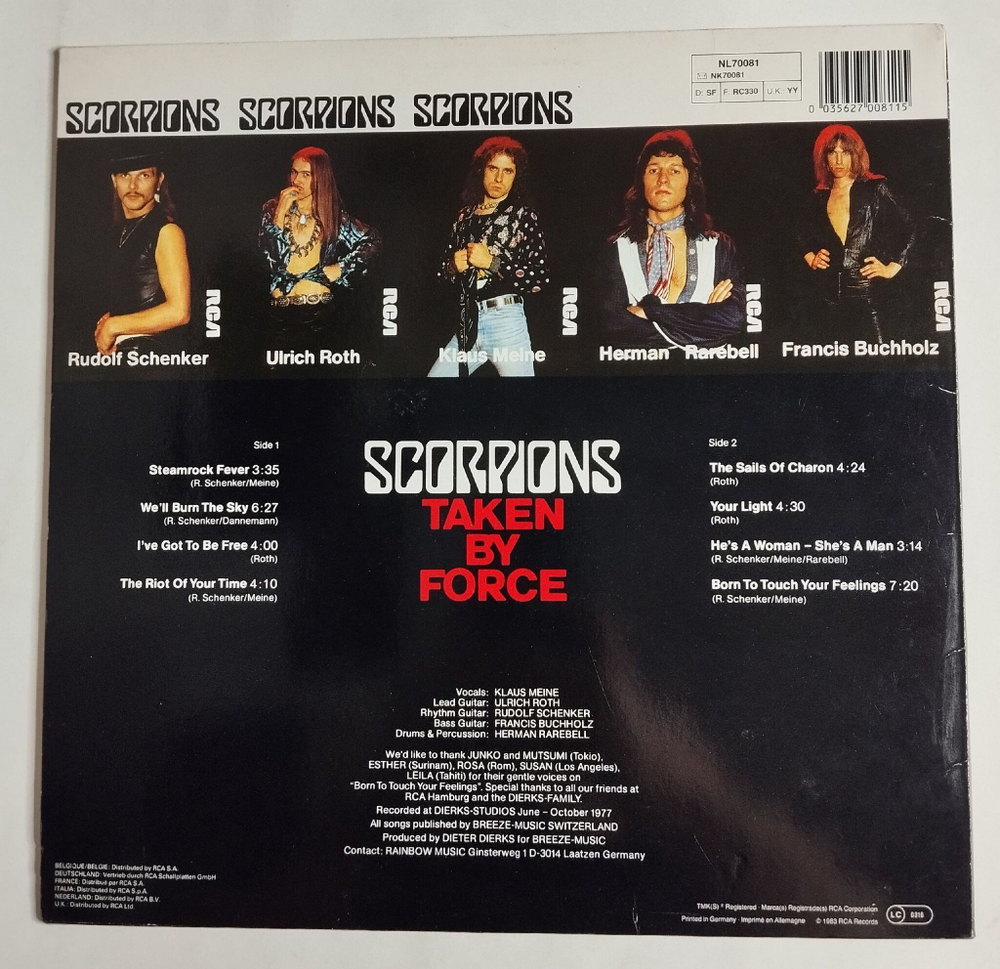 NL70081
NK70081
D: SF F: RC330 U.K: YY
0 035627 008115
SCORPIONS SCORPIONS SCORPIONS
RCA RCA RCA RCA RCA
Rudolf Schenker Ulrich Roth Klaus Meine Herman Rarebell Francis Buchholz
Side 1
Steamrock Fever 3:35
(R. Schenker/Meine)
We'll Burn The Sky 6:27
(R. Schenker/Dannemann)
I've Got To Be Free 4:00
(Roth)
The Riot Of Your Time 4:10
(R. Schenker/Meine)
SCORPIONS
TAKEN
BY
FORCE
Side 2
The Sails Of Charon 4:24
(Roth)
Your Light 4:30
(Roth)
He's A Woman – She's A Man 3:14
(R. Schenker/Meine/Rarebell)
Born To Touch Your Feelings 7:20
(R. Schenker/Meine)
Vocals: KLAUS MEINE
Lead Guitar: ULRICH ROTH
Rhythm Guitar: RUDOLF SCHENKER
Bass Guitar: FRANCIS BUCHHOLZ
Drums & Percussion: HERMAN RAREBELL
We'd like to thank JUNKO and MUTSUMI (Tokio),
ESTHER (Surinam), ROSA (Rom), SUSAN (Los Angeles),
LEILA (Tahiti) for their gentle voices on
"Born To Touch Your Feelings". Special thanks to all our friends at
RCA Hamburg and the DIERKS-FAMILY.
Recorded at DIERKS-STUDIOS June – October 1977
All songs published by BREEZE-MUSIC SWITZERLAND
Produced by DIETER DIERKS for BREEZE-MUSIC
Contact: RAINBOW MUSIC Ginsterweg 1 D-3014 Laatzen Germany
BELGIQUE/BELGIE: Distributed by RCA S.A.
DEUTSCHLAND: Vertrieb durch RCA Schallplatten GmbH
FRANCE: Distribué par RCA S.A.
ITALIA: Distributed by RCA S.p.A.
NEDERLAND: Distributed by RCA B.V.
U.K.: Distributed by RCA Ltd.
TMK(S) ® Registered · Marca(s) Registrada(s) RCA Corporation
Printed in Germany · Imprimé en Allemagne © 1983 RCA Records
LC 0316